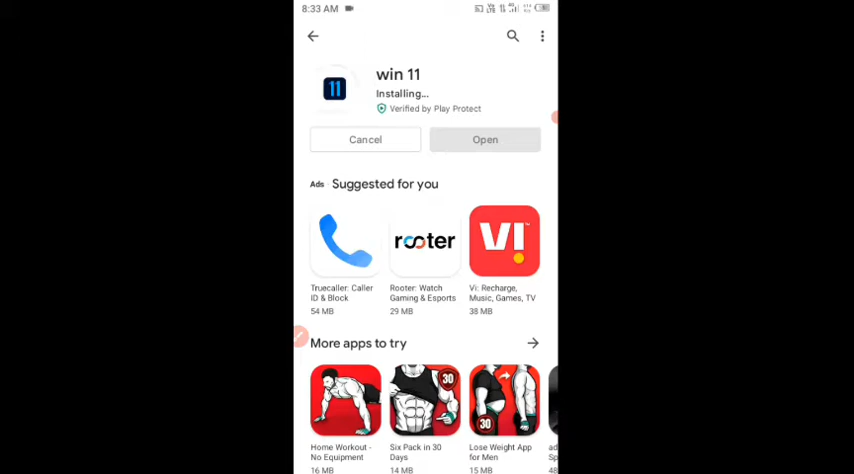 8:33 AM
win 11
11
Installing...
Verified by Play Protect
Cancel
Open
Ads Suggested for you
rooter
VI
Truecaller: Caller
ID & Block
54 MB
Rooter: Watch
Gaming & Esports
29 MB
Vi: Recharge,
Music, Games, TV
38 MB
More apps to try
30
30
Home Workout -
No Equipment
16 MB
Six Pack in 30
Days
14 MB
Lose Weight App
for Men
15 MB